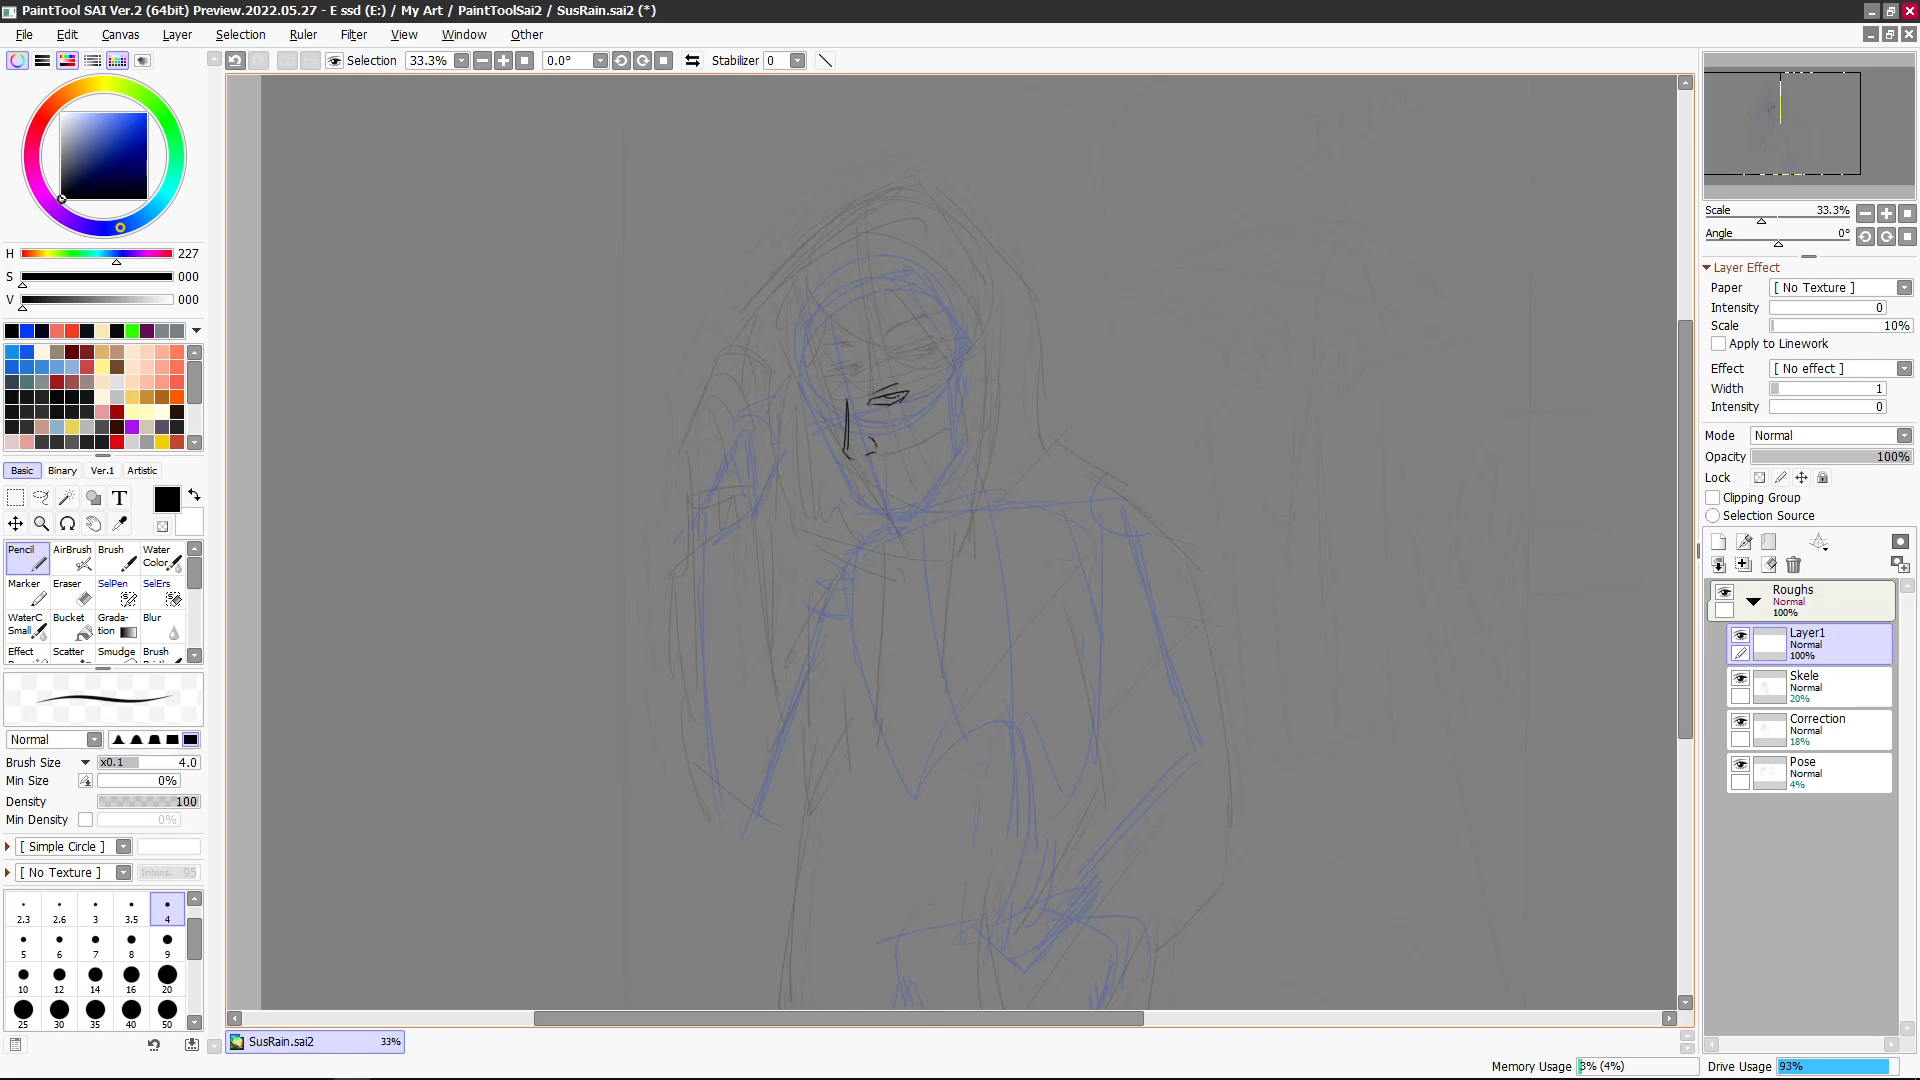 PaintTool SAI Ver.2 (64bit) Preview.2022.05.27 - E ssd (E:) / My Art / PaintToolSai2 / SusRain.sai2 (*)
File Edit Canvas Layer Selection Ruler Filter View Window Other
Selection 33.3% 0.0° Stabilizer 0
H 227
S 000
V 000
Basic Binary Ver.1 Artistic
T
Pencil AirBrush Brush Water Color
Marker Eraser SelPen SelErs
WaterC Small Bucket Gradation Blur
Effect Scatter Smudge Brush
Normal
Brush Size x0.1 4.0
Min Size 0%
Density 100
Min Density 0%
[ Simple Circle ]
[ No Texture ] Intens. 95
2.3 2.6 3 3.5 4
5 6 7 8 9
10 12 14 16 20
25 30 35 40 50
SusRain.sai2 33%
Scale 33.3%
Angle 0°
Layer Effect
Paper [ No Texture ]
Intensity 0
Scale 10%
Apply to Linework
Effect [ No effect ]
Width 1
Intensity 0
Mode Normal
Opacity 100%
Lock
Clipping Group
Selection Source
Roughs
Normal
100%
Layer1
Normal
100%
Skele
Normal
20%
Correction
Normal
18%
Pose
Normal
4%
Memory Usage 3% (4%) Drive Usage 93%